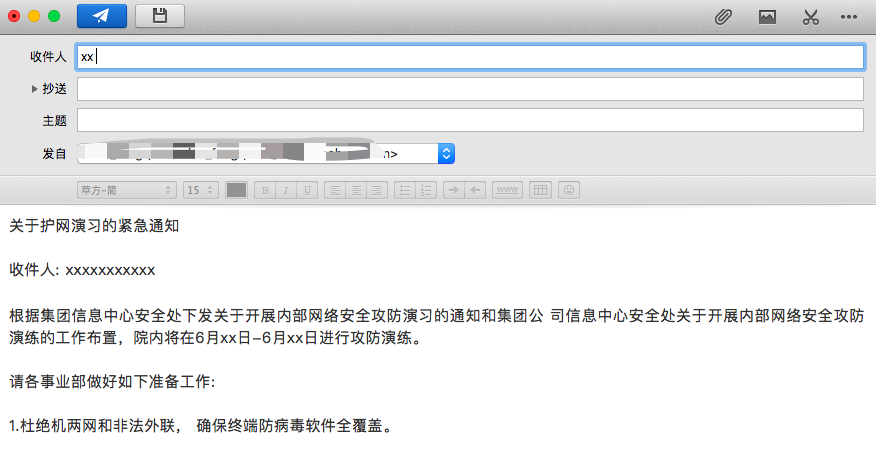 收件人 xx
抄送
主题
发自 n>
苹方-简 15 B I U www
关于护网演习的紧急通知
收件人: xxxxxxxxxxx
根据集团信息中心安全处下发关于开展内部网络安全攻防演习的通知和集团公 司信息中心安全处关于开展内部网络安全攻防
演练的工作布置，院内将在6月xx日-6月xx日进行攻防演练。
请各事业部做好如下准备工作:
1.杜绝机两网和非法外联， 确保终端防病毒软件全覆盖。